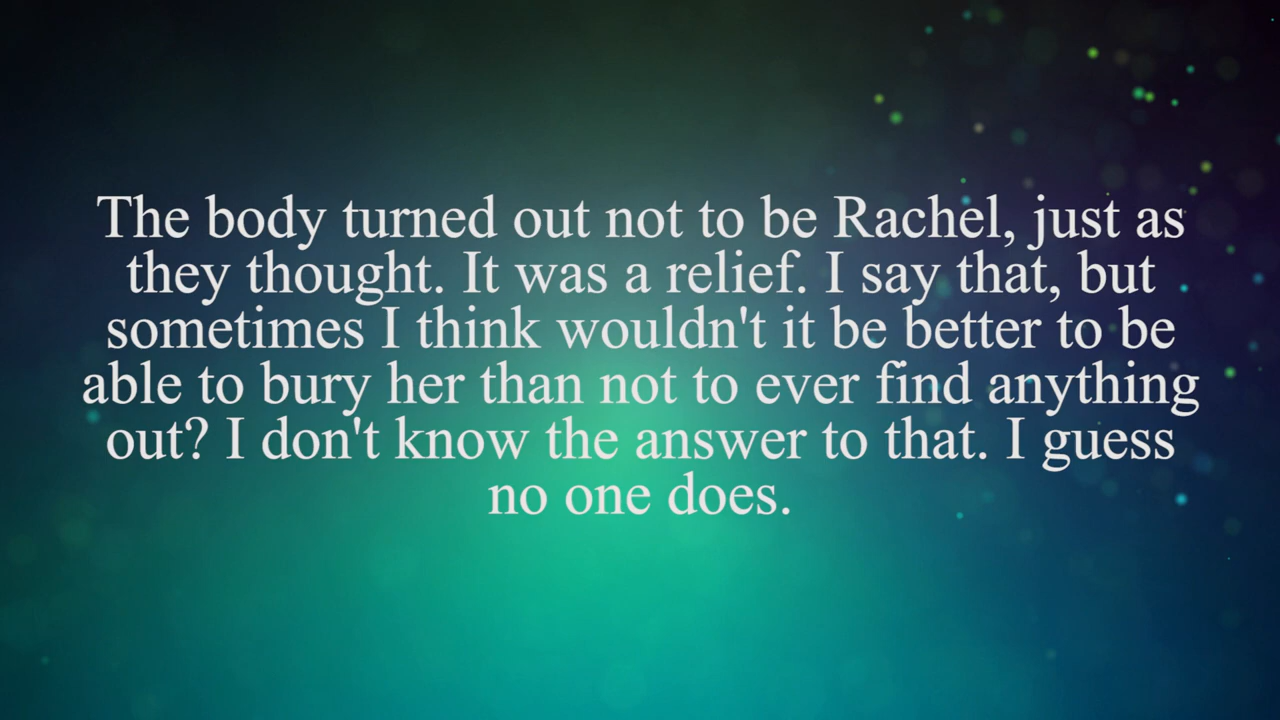 The body turned out not to be Rachel, just as
they thought. It was a relief. I say that, but
sometimes I think wouldn't it be better to be
able to bury her than not to ever find anything
out? I don't know the answer to that. I guess
no one does.